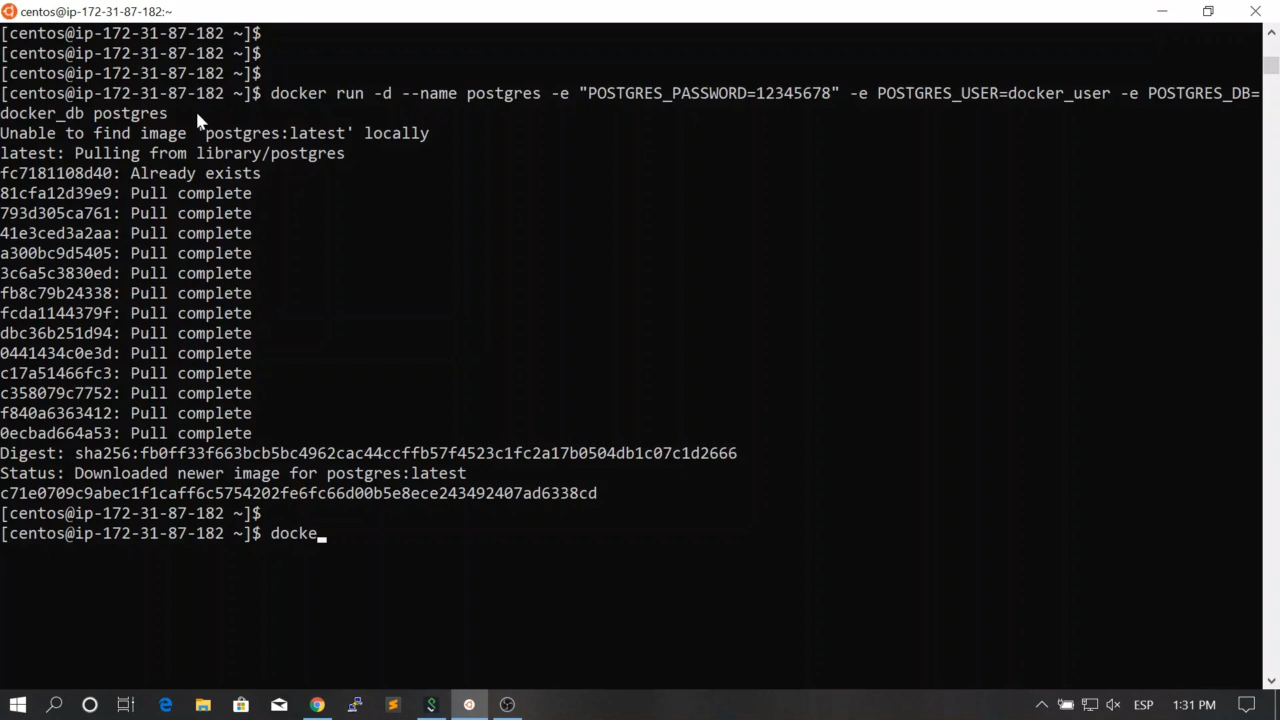 centos@ip-172-31-87-182:~
[centos@ip-172-31-87-182 ~]$
[centos@ip-172-31-87-182 ~]$
[centos@ip-172-31-87-182 ~]$
[centos@ip-172-31-87-182 ~]$ docker run -d --name postgres -e "POSTGRES_PASSWORD=12345678" -e POSTGRES_USER=docker_user -e POSTGRES_DB=
docker_db postgres
Unable to find image 'postgres:latest' locally
latest: Pulling from library/postgres
fc7181108d40: Already exists
81cfa12d39e9: Pull complete
793d305ca761: Pull complete
41e3ced3a2aa: Pull complete
a300bc9d5405: Pull complete
3c6a5c3830ed: Pull complete
fb8c79b24338: Pull complete
fcda1144379f: Pull complete
dbc36b251d94: Pull complete
0441434c0e3d: Pull complete
c17a51466fc3: Pull complete
c358079c7752: Pull complete
f840a6363412: Pull complete
0ecbad664a53: Pull complete
Digest: sha256:fb0ff33f663bcb5bc4962cac44ccffb57f4523c1fc2a17b0504db1c07c1d2666
Status: Downloaded newer image for postgres:latest
c71e0709c9abec1f1caff6c5754202fe6fc66d00b5e8ece243492407ad6338cd
[centos@ip-172-31-87-182 ~]$
[centos@ip-172-31-87-182 ~]$ docke
ESP
1:31 PM